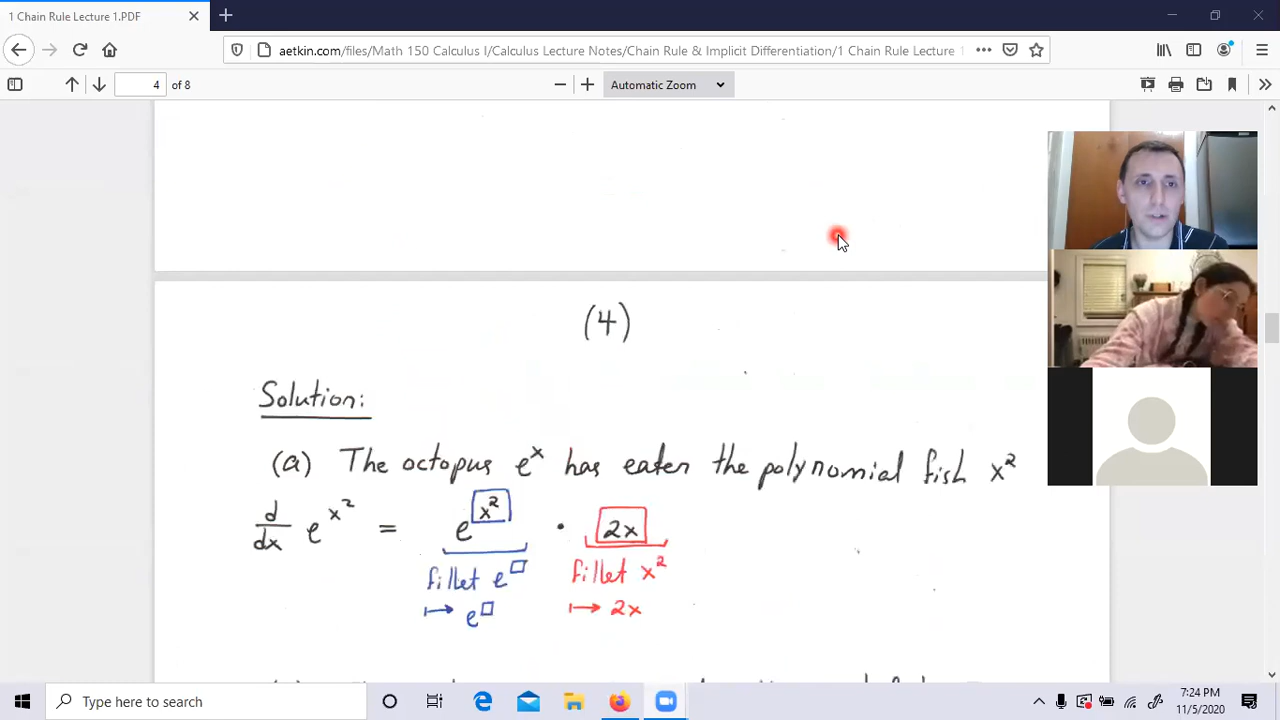 1 Chain Rule Lecture 1.PDF
aetkin.com/files/Math 150 Calculus I/Calculus Lecture Notes/Chain Rule & Implicit Differentiation/1 Chain Rule Lecture 1
4 of 8
Automatic Zoom
(4)
Solution:
(a) The octopus e^x has eaten the polynomial fish x^2
d/dx e^x^2 = e^x^2 · 2x
fillet e^□ fillet x^2
↦ e^□ ↦ 2x
Type here to search
7:24 PM
11/5/2020